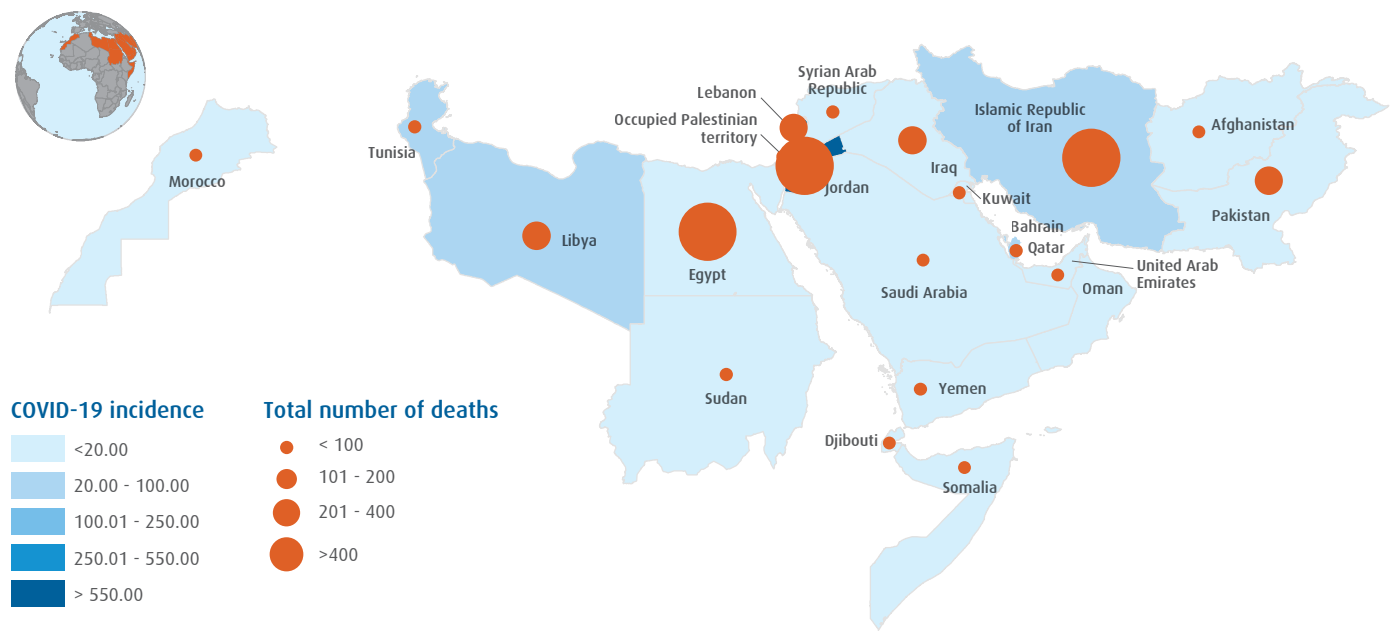 Syrian Arab
Republic
Lebanon
Occupied Palestinian
territory
Islamic Republic
of Iran
Afghanistan
Tunisia
Morocco
Iraq
Jordan
Kuwait
Pakistan
Bahrain
Qatar
Libya
Egypt
United Arab
Emirates
Saudi Arabia
Oman
Yemen
Sudan
Djibouti
Somalia
COVID-19 incidence
<20.00
20.00 - 100.00
100.01 - 250.00
250.01 - 550.00
> 550.00
Total number of deaths
< 100
101 - 200
201 - 400
>400